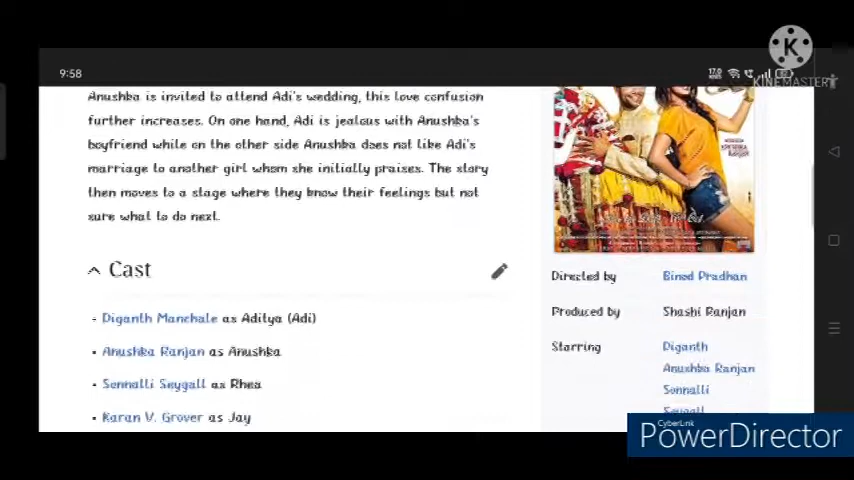 9:58
KINEMASTER
Anushka is invited to attend Adi's wedding, this love confusion
further increases. On one hand, Adi is jealous with Anushka's
boyfriend while on the other side Anushka does not like Adi's
marriage to another girl whom she initially praises. The story
then moves to a stage where they know their feelings but not
sure what to do next.
Cast
Diganth Manchale as Aditya (Adi)
Anushka Ranjan as Anushka
Sonnalli Seygall as Rhea
Karan V. Grover as Jay
Directed by Binod Pradhan
Produced by Shashi Ranjan
Starring Diganth
Anushka Ranjan
Sonnalli
Seygall
CyberLink
PowerDirector